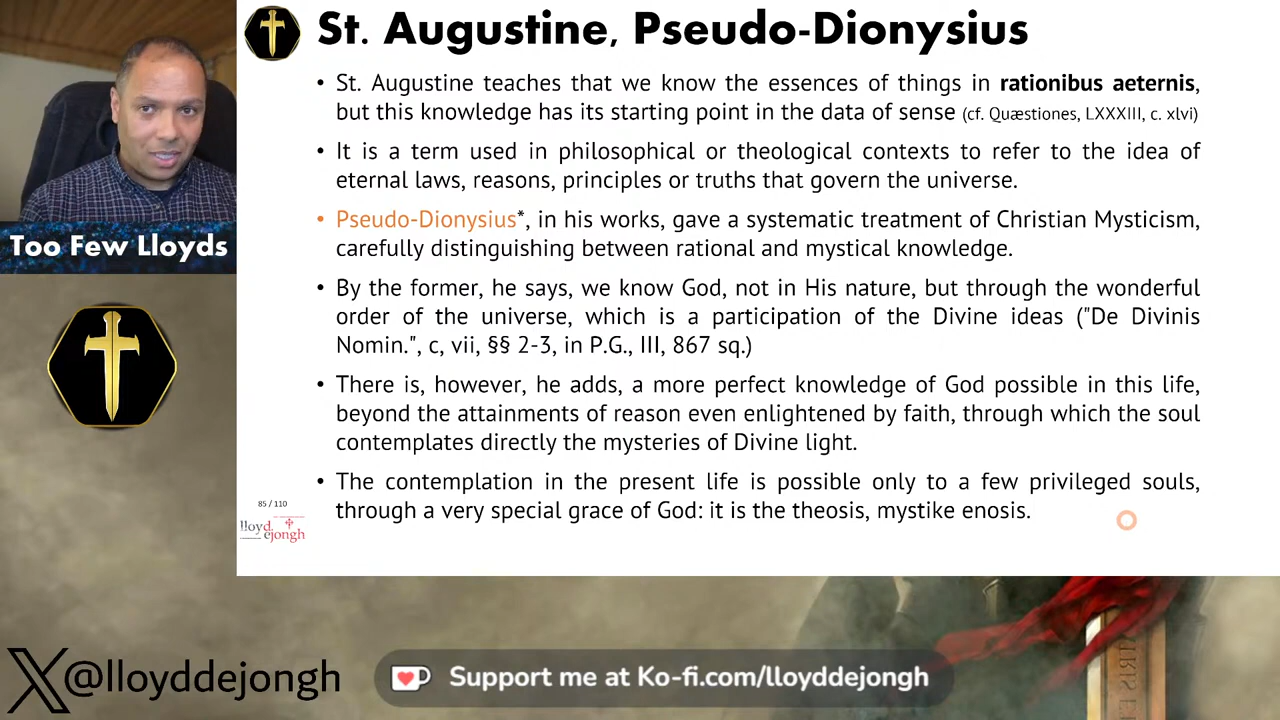 St. Augustine, Pseudo-Dionysius
• St. Augustine teaches that we know the essences of things in rationibus aeternis,
but this knowledge has its starting point in the data of sense (cf. Quæstiones, LXXXIII, c. xlvi)
• It is a term used in philosophical or theological contexts to refer to the idea of
eternal laws, reasons, principles or truths that govern the universe.
• Pseudo-Dionysius*, in his works, gave a systematic treatment of Christian Mysticism,
carefully distinguishing between rational and mystical knowledge.
• By the former, he says, we know God, not in His nature, but through the wonderful
order of the universe, which is a participation of the Divine ideas ("De Divinis
Nomin.", c, vii, §§ 2-3, in P.G., III, 867 sq.)
• There is, however, he adds, a more perfect knowledge of God possible in this life,
beyond the attainments of reason even enlightened by faith, through which the soul
contemplates directly the mysteries of Divine light.
• The contemplation in the present life is possible only to a few privileged souls,
through a very special grace of God: it is the theosis, mystike enosis.
Too Few Lloyds
85 / 110
lloyd
ejongh
X@lloyddejongh
Support me at Ko-fi.com/lloyddejongh